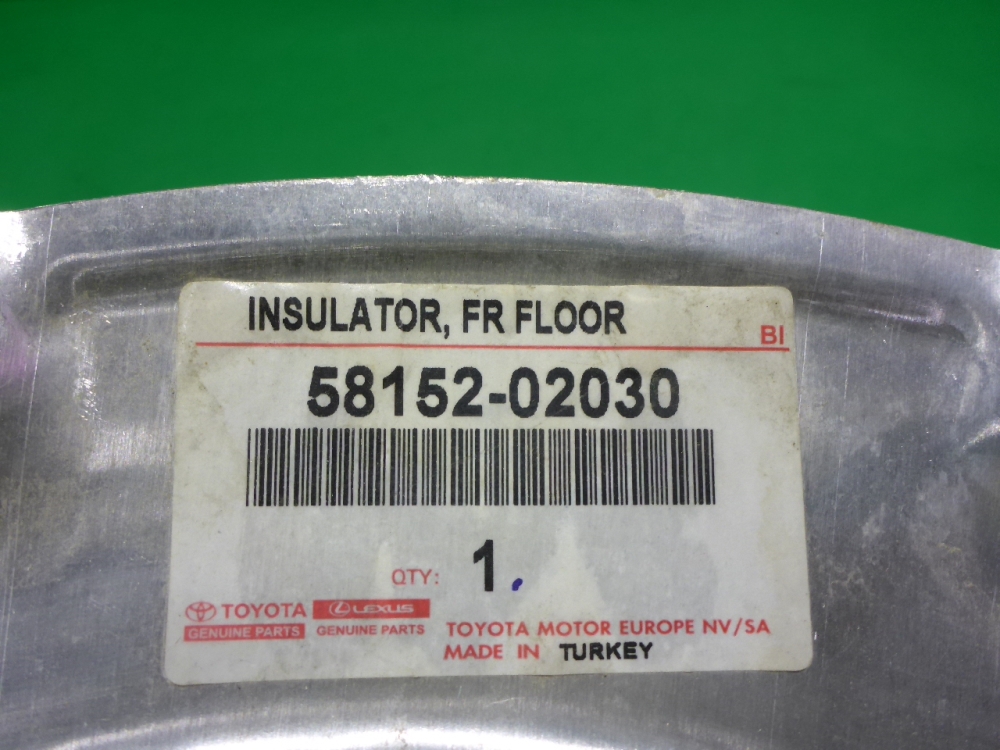 INSULATOR, FR FLOOR
BI
58152-02030
QTY: 1
TOYOTA LEXUS
GENUINE PARTS GENUINE PARTS
TOYOTA MOTOR EUROPE NV/SA
MADE IN TURKEY